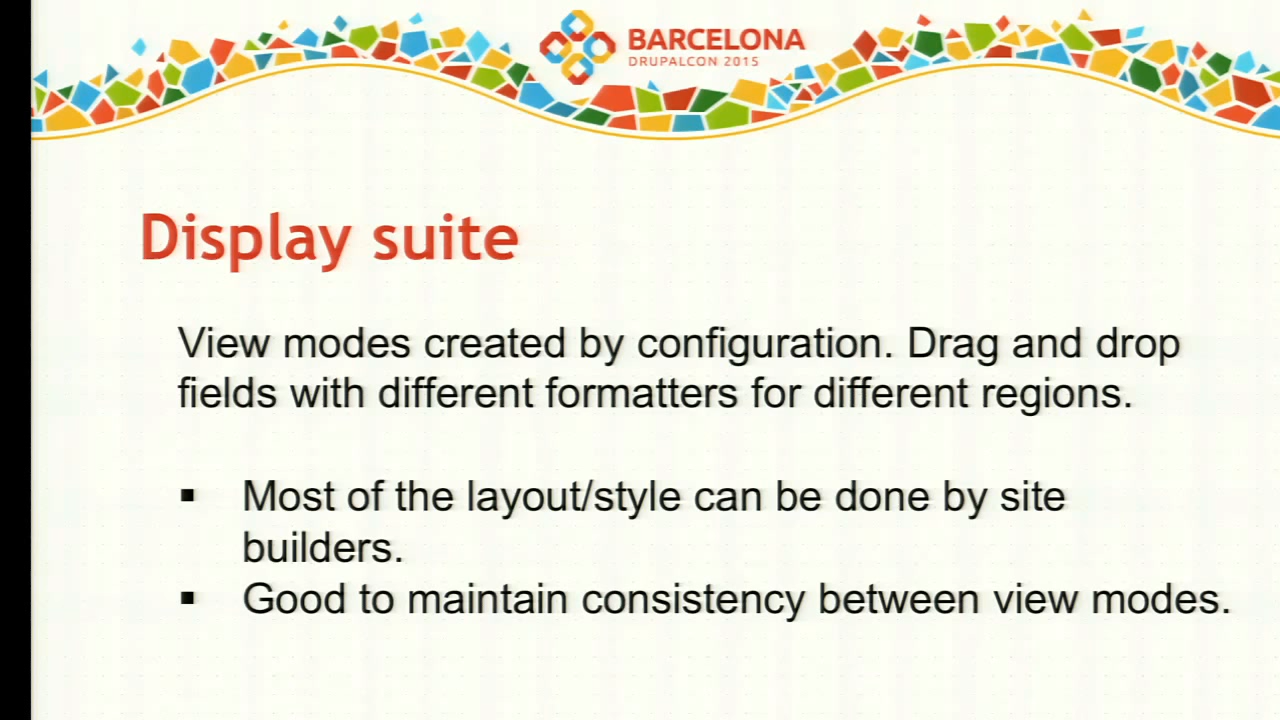 BARCELONA
DRUPALCON 2015
Display suite
View modes created by configuration. Drag and drop
fields with different formatters for different regions.
▪ Most of the layout/style can be done by site
builders.
▪ Good to maintain consistency between view modes.